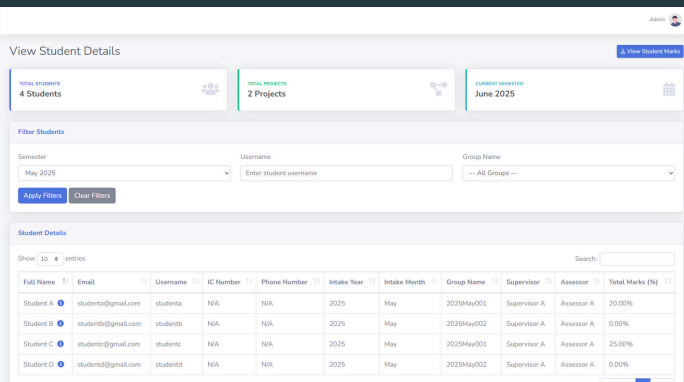 Admin
View Student Details
View Student Marks
TOTAL STUDENTS
4 Students
TOTAL PROJECTS
2 Projects
CURRENT SEMESTER
June 2025
Filter Students
Semester Username Group Name
May 2025 Enter student username -- All Groups --
Apply Filters Clear Filters
Student Details
Show 10 entries Search:
Full Name Email Username IC Number Phone Number Intake Year Intake Month Group Name Supervisor Assessor Total Marks (%)
Student A studenta@gmail.com studenta N/A N/A 2025 May 2025May001 Supervisor A Assessor A 20.00%
Student B studentb@gmail.com studentb N/A N/A 2025 May 2025May002 Supervisor A Assessor A 0.00%
Student C studentc@gmail.com studentc N/A N/A 2025 May 2025May001 Supervisor A Assessor A 25.00%
Student D studentd@gmail.com studentd N/A N/A 2025 May 2025May002 Supervisor A Assessor A 0.00%